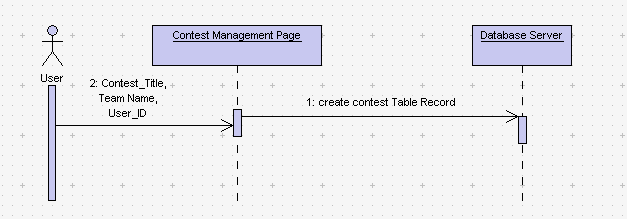 Contest Management Page
Database Server
User
2: Contest_Title,
Team Name,
User_ID
1: create contest Table Record